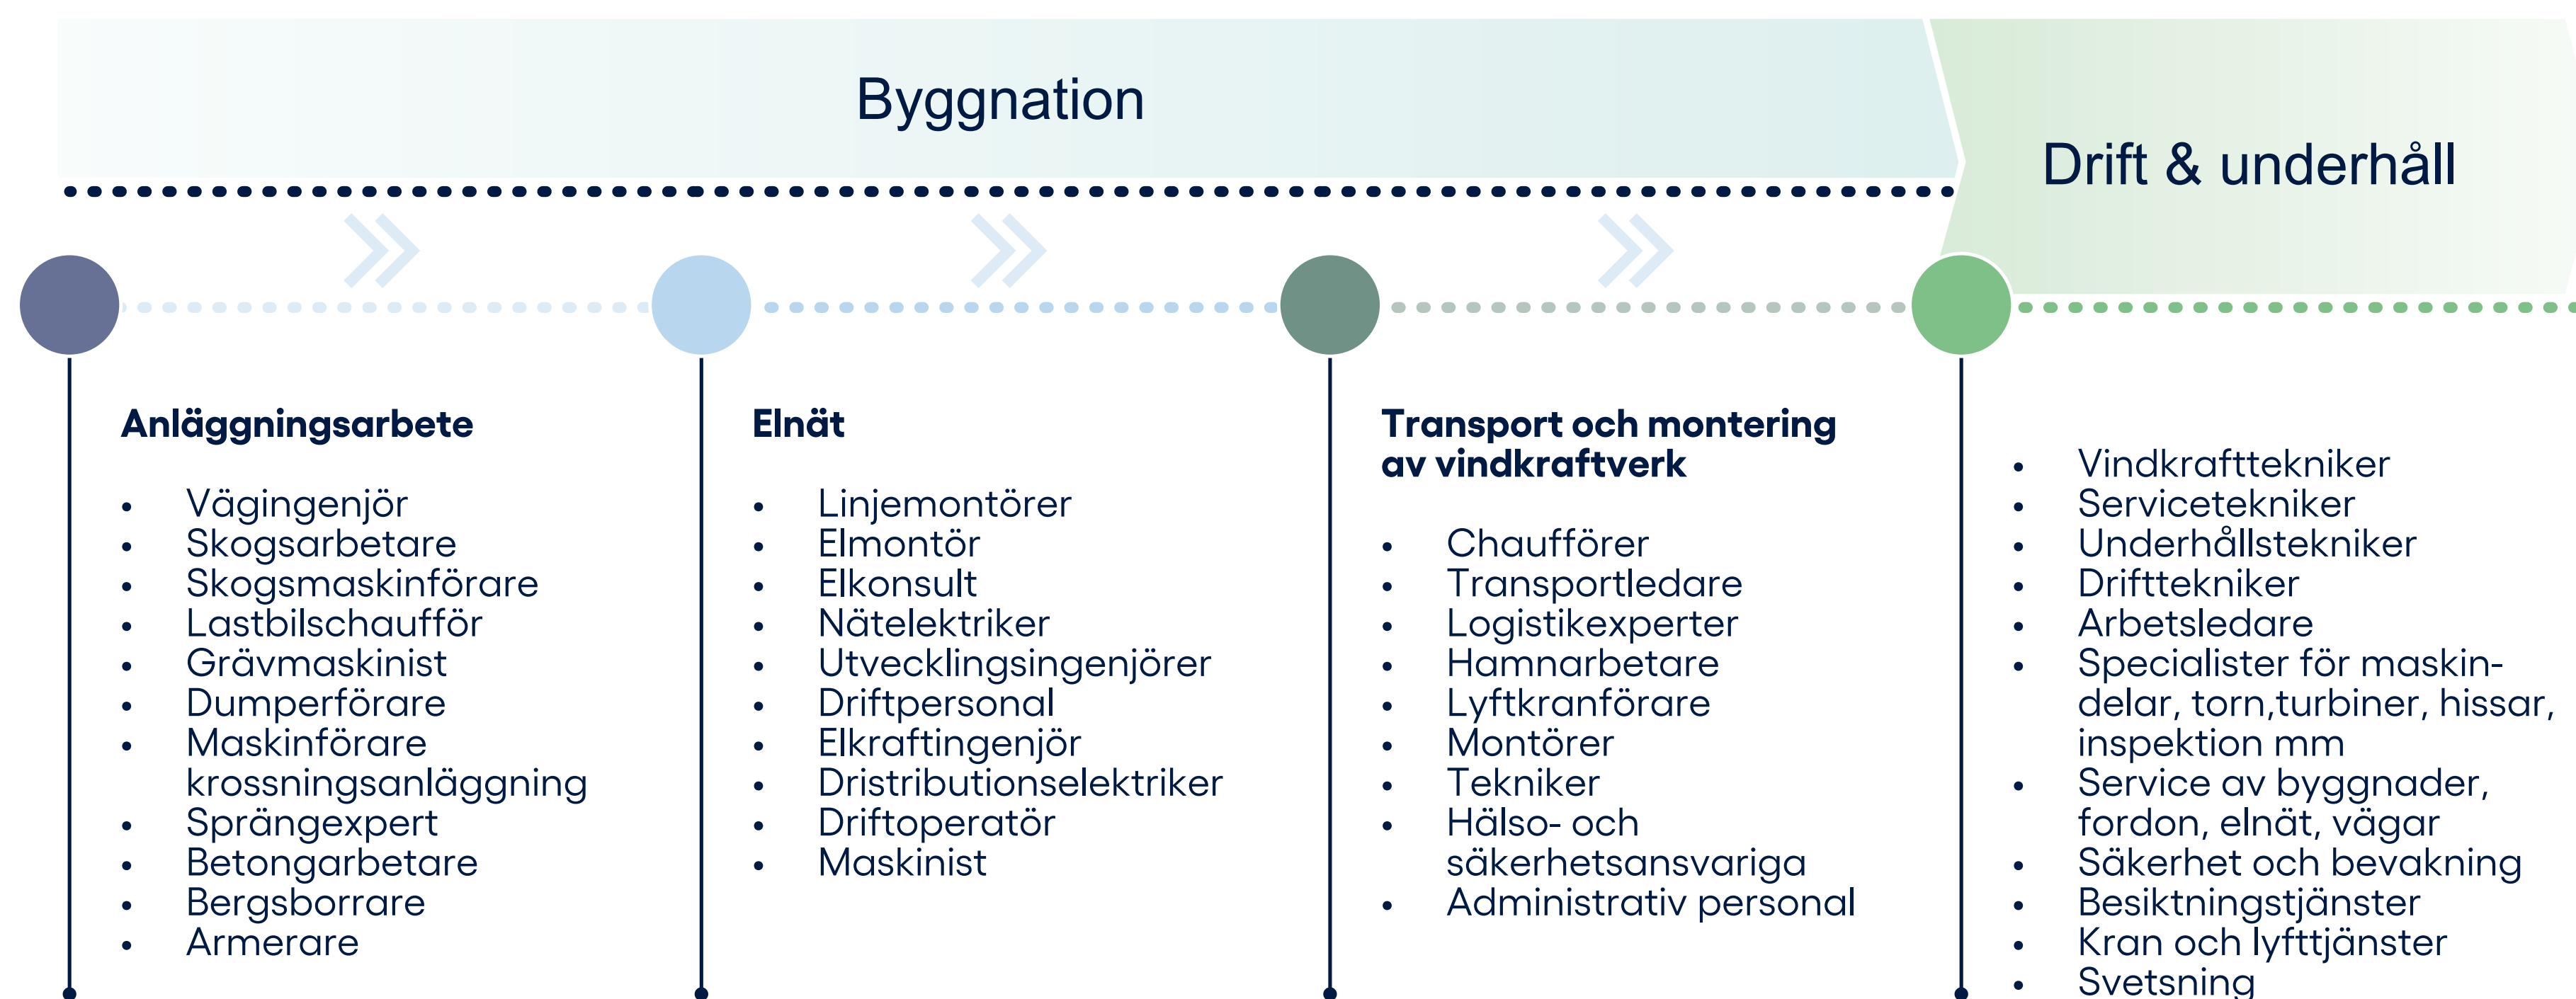 Byggnation
Drift & underhåll
Anläggningsarbete
• Vägingenjör
• Skogsarbetare
• Skogsmaskinförare
• Lastbilschaufför
• Grävmaskinist
• Dumperförare
• Maskinförare
krossningsanläggning
• Sprängexpert
• Betongarbetare
• Bergsborrare
• Armerare
Elnät
• Linjemontörer
• Elmontör
• Elkonsult
• Nätelektriker
• Utvecklingsingenjörer
• Driftpersonal
• Elkraftingenjör
• Dristributionselektriker
• Driftoperatör
• Maskinist
Transport och montering
av vindkraftverk
• Chaufförer
• Transportledare
• Logistikexperter
• Hamnarbetare
• Lyftkranförare
• Montörer
• Tekniker
• Hälso- och
säkerhetsansvariga
• Administrativ personal
• Vindkrafttekniker
• Servicetekniker
• Underhållstekniker
• Drifttekniker
• Arbetsledare
• Specialister för maskin-
delar, torn,turbiner, hissar,
inspektion mm
• Service av byggnader,
fordon, elnät, vägar
• Säkerhet och bevakning
• Besiktningstjänster
• Kran och lyfttjänster
• Svetsning